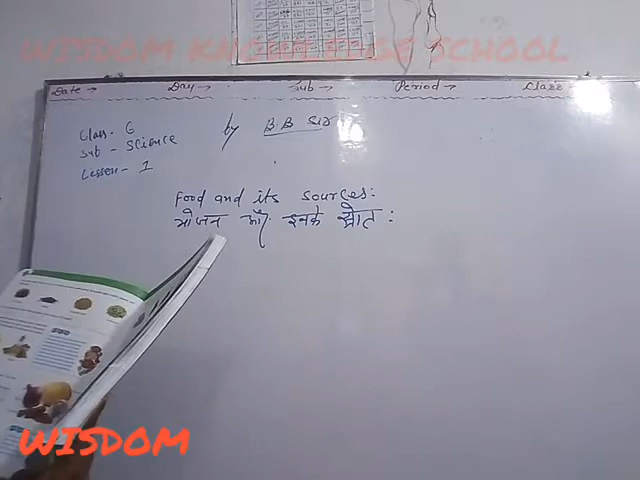 WISDOM KNOWLEDGE SCHOOL
Date → Day → Sub → Period → Class
Class - 6
Sub - Science by B.B Sir
Lesson - 1
Food and its sources:
भोजन और इनके स्रोत :
WISDOM